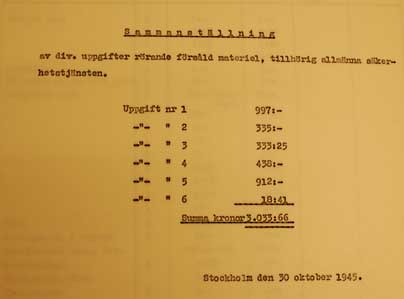 Sammanställning
av div. uppgifter rörande försåld materiel, tillhörig allmänna säker-
hetstjänsten.
Uppgift nr 1 997:-
-"- " 2 335:-
-"- " 3 333:25
-"- " 4 438:-
-"- " 5 912:-
-"- " 6 18:41
Summa kronor 3.033:66
Stockholm den 30 oktober 1945.